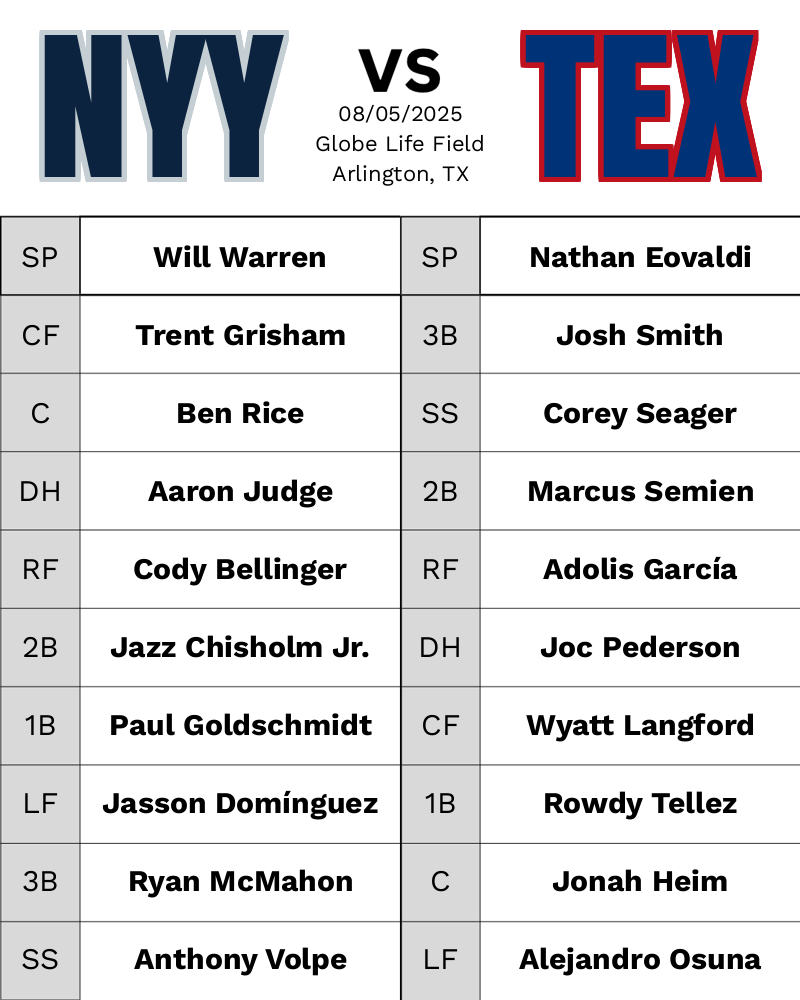 NYY VS TEX
08/05/2025
Globe Life Field
Arlington, TX
SP Will Warren SP Nathan Eovaldi
CF Trent Grisham 3B Josh Smith
C Ben Rice SS Corey Seager
DH Aaron Judge 2B Marcus Semien
RF Cody Bellinger RF Adolis García
2B Jazz Chisholm Jr. DH Joc Pederson
1B Paul Goldschmidt CF Wyatt Langford
LF Jasson Domínguez 1B Rowdy Tellez
3B Ryan McMahon C Jonah Heim
SS Anthony Volpe LF Alejandro Osuna